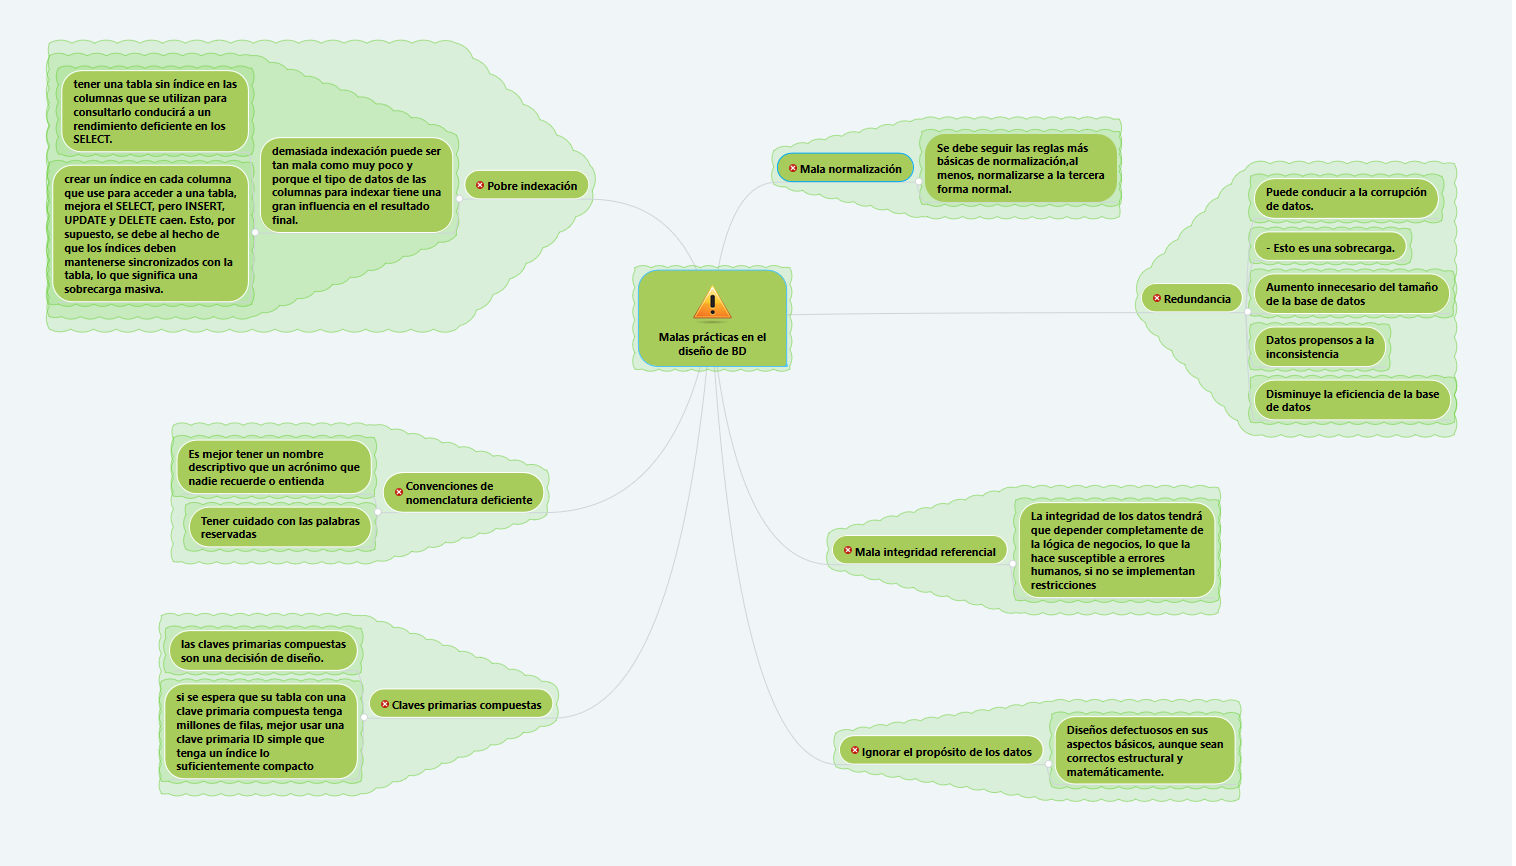 Malas prácticas en el
diseño de BD
Mala normalización
Se debe seguir las reglas más
básicas de normalización,al
menos, normalizarse a la tercera
forma normal.
Redundancia
Puede conducir a la corrupción
de datos.
- Esto es una sobrecarga.
Aumento innecesario del tamaño
de la base de datos
Datos propensos a la
inconsistencia
Disminuye la eficiencia de la base
de datos
Mala integridad referencial
La integridad de los datos tendrá
que depender completamente de
la lógica de negocios, lo que la
hace susceptible a errores
humanos, si no se implementan
restricciones
Ignorar el propósito de los datos
Diseños defectuosos en sus
aspectos básicos, aunque sean
correctos estructural y
matemáticamente.
Pobre indexación
demasiada indexación puede ser
tan mala como muy poco y
porque el tipo de datos de las
columnas para indexar tiene una
gran influencia en el resultado
final.
tener una tabla sin índice en las
columnas que se utilizan para
consultarlo conducirá a un
rendimiento deficiente en los
SELECT.
crear un índice en cada columna
que use para acceder a una tabla,
mejora el SELECT, pero INSERT,
UPDATE y DELETE caen. Esto, por
supuesto, se debe al hecho de
que los índices deben
mantenerse sincronizados con la
tabla, lo que significa una
sobrecarga masiva.
Convenciones de
nomenclatura deficiente
Es mejor tener un nombre
descriptivo que un acrónimo que
nadie recuerde o entienda
Tener cuidado con las palabras
reservadas
Claves primarias compuestas
las claves primarias compuestas
son una decisión de diseño.
si se espera que su tabla con una
clave primaria compuesta tenga
millones de filas, mejor usar una
clave primaria ID simple que
tenga un índice lo
suficientemente compacto